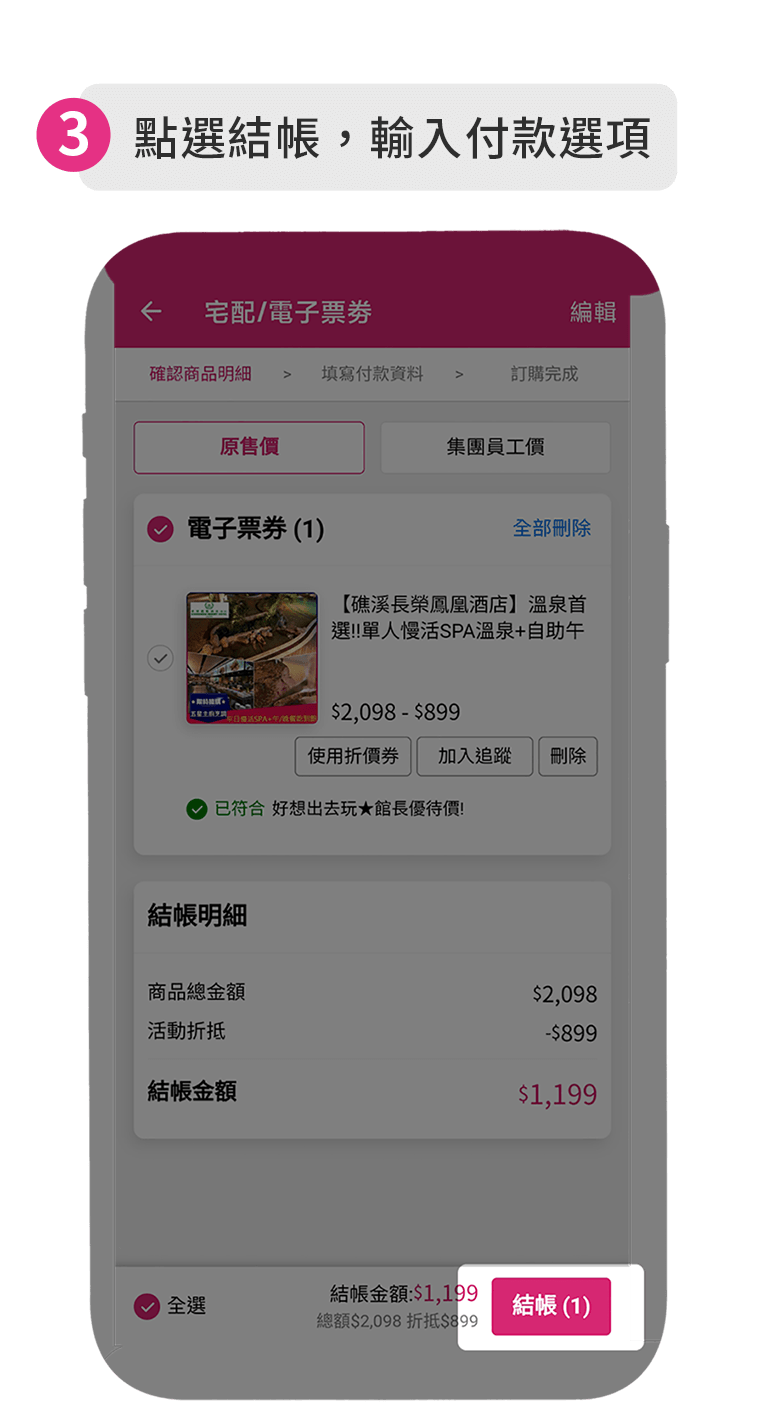 3 點選結帳，輸入付款選項
宅配/電子票券 編輯
確認商品明細 > 填寫付款資料 > 訂購完成
原售價 集團員工價
電子票券 (1) 全部刪除
【礁溪長榮鳳凰酒店】溫泉首
選!!單人慢活SPA溫泉+自助午
$2,098 - $899
使用折價券 加入追蹤 刪除
已符合 好想出去玩★館長優待價!
結帳明細
商品總金額 $2,098
活動折抵 -$899
結帳金額 $1,199
全選 結帳金額:$1,199 結帳 (1)
總額$2,098 折抵$899